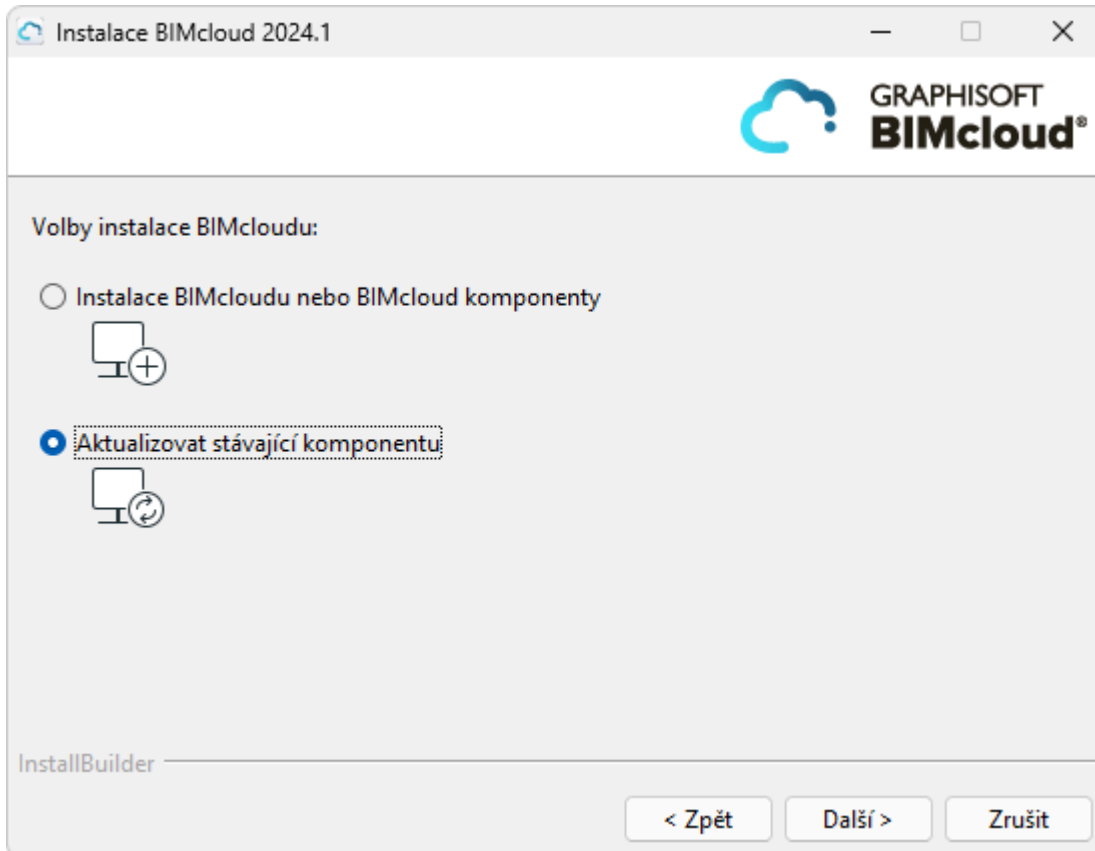 Instalace BIMcloud 2024.1
GRAPHISOFT
BIMcloud®
Volby instalace BIMcloudu:
Instalace BIMcloudu nebo BIMcloud komponenty
Aktualizovat stávající komponentu
InstallBuilder
< Zpět
Další >
Zrušit